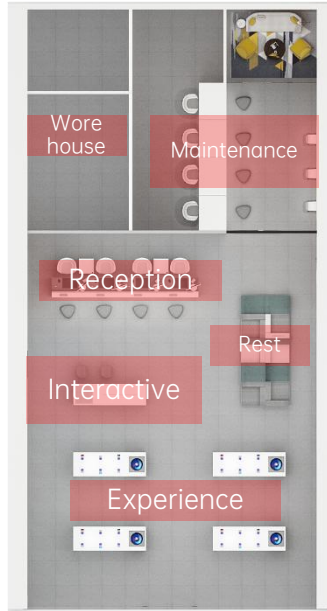 Wore
house
Maintenance
Reception
Rest
Interactive
Experience